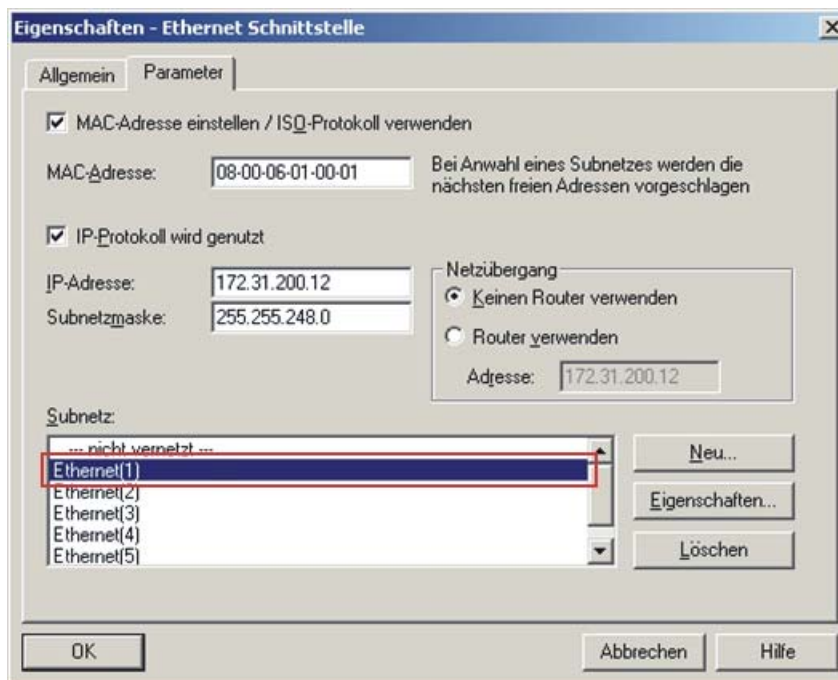 Eigenschaften - Ethernet Schnittstelle
Allgemein
Parameter
MAC-Adresse einstellen / ISO-Protokoll verwenden
MAC-Adresse:
08-00-06-01-00-01
Bei Anwahl eines Subnetzes werden die
nächsten freien Adressen vorgeschlagen
IP-Protokoll wird genutzt
IP-Adresse:
172.31.200.12
Subnetzmaske:
255.255.248.0
Netzübergang
Keinen Router verwenden
Router verwenden
Adresse:
172.31.200.12
Subnetz:
--- nicht vernetzt ---
Ethernet(1)
Ethernet(2)
Ethernet(3)
Ethernet(4)
Ethernet(5)
Neu...
Eigenschaften...
Löschen
OK
Abbrechen
Hilfe